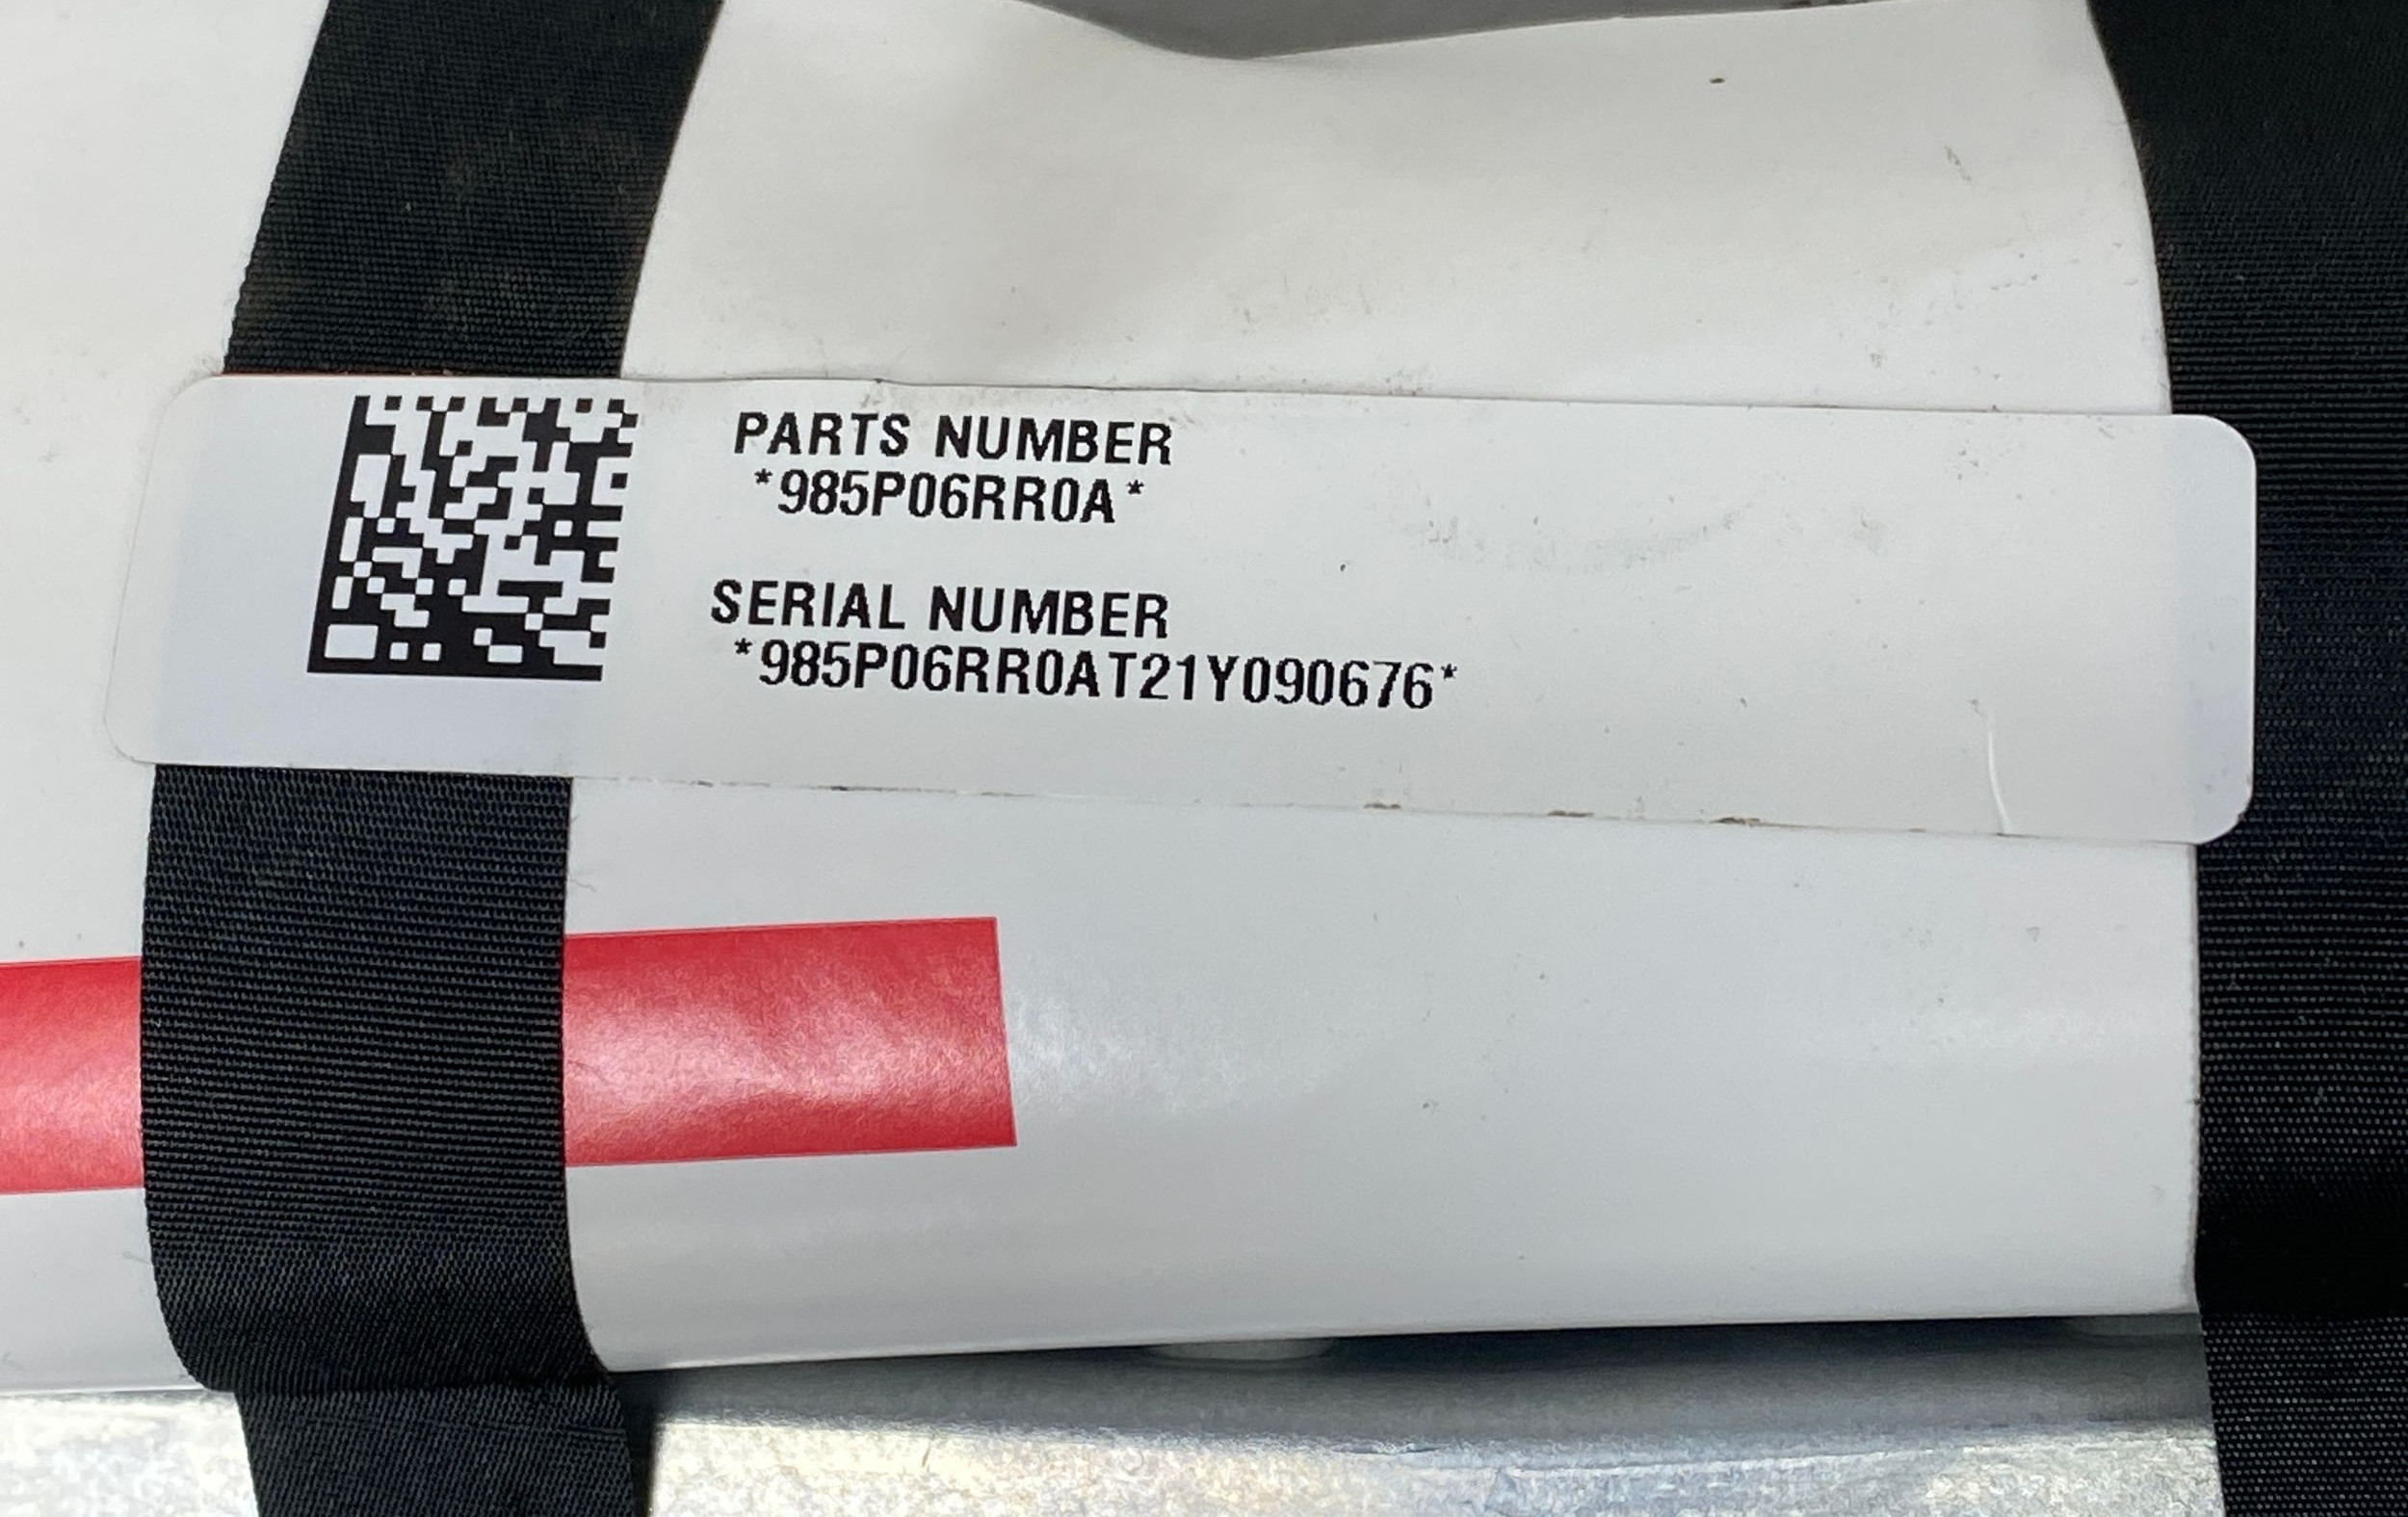 PARTS NUMBER
*985P06RR0A*
SERIAL NUMBER
*985P06RR0AT21Y090676*